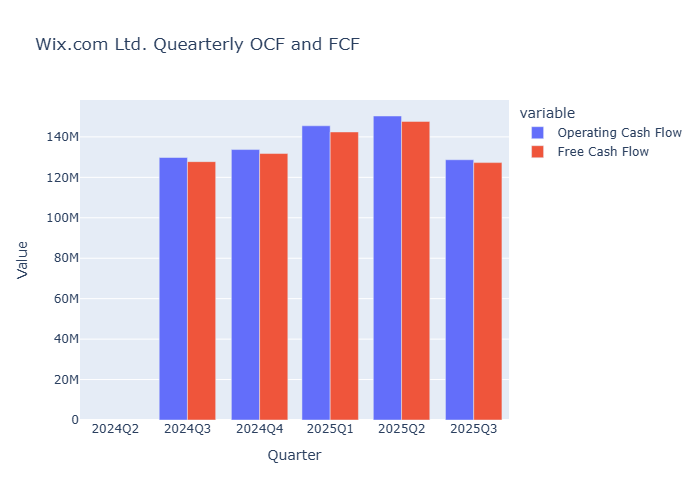 Wix.com Ltd. Quearterly OCF and FCF
variable
Operating Cash Flow
Free Cash Flow
Value
140M
120M
100M
80M
60M
40M
20M
0
2024Q2 2024Q3 2024Q4 2025Q1 2025Q2 2025Q3
Quarter